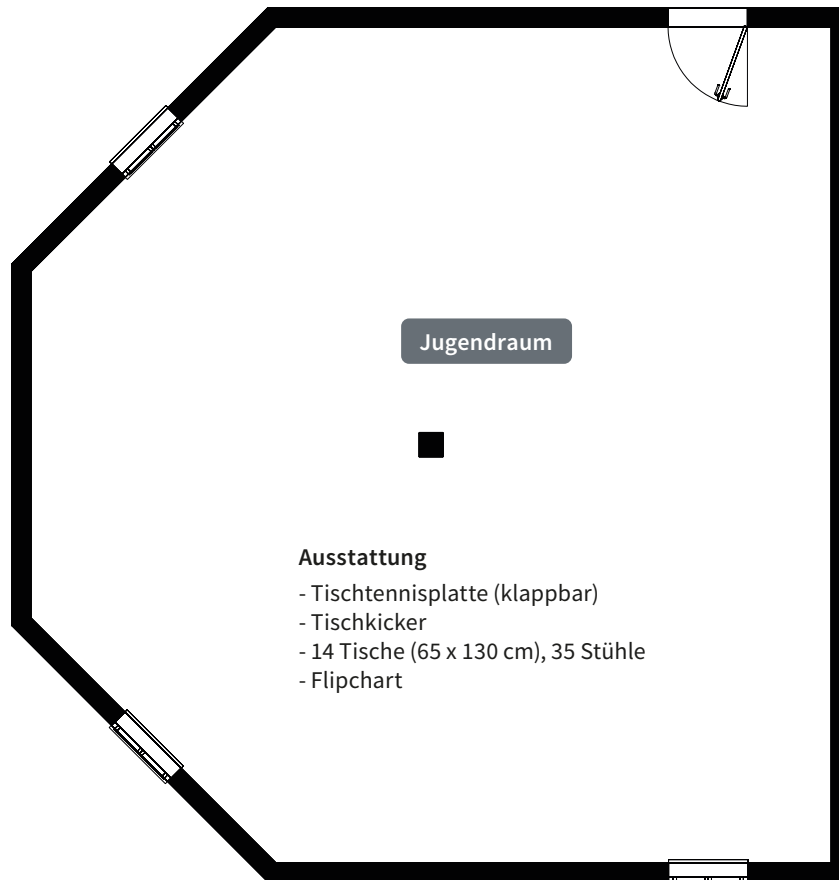 Jugendraum
Ausstattung
- Tischtennisplatte (klappbar)
- Tischkicker
- 14 Tische (65 x 130 cm), 35 Stühle
- Flipchart